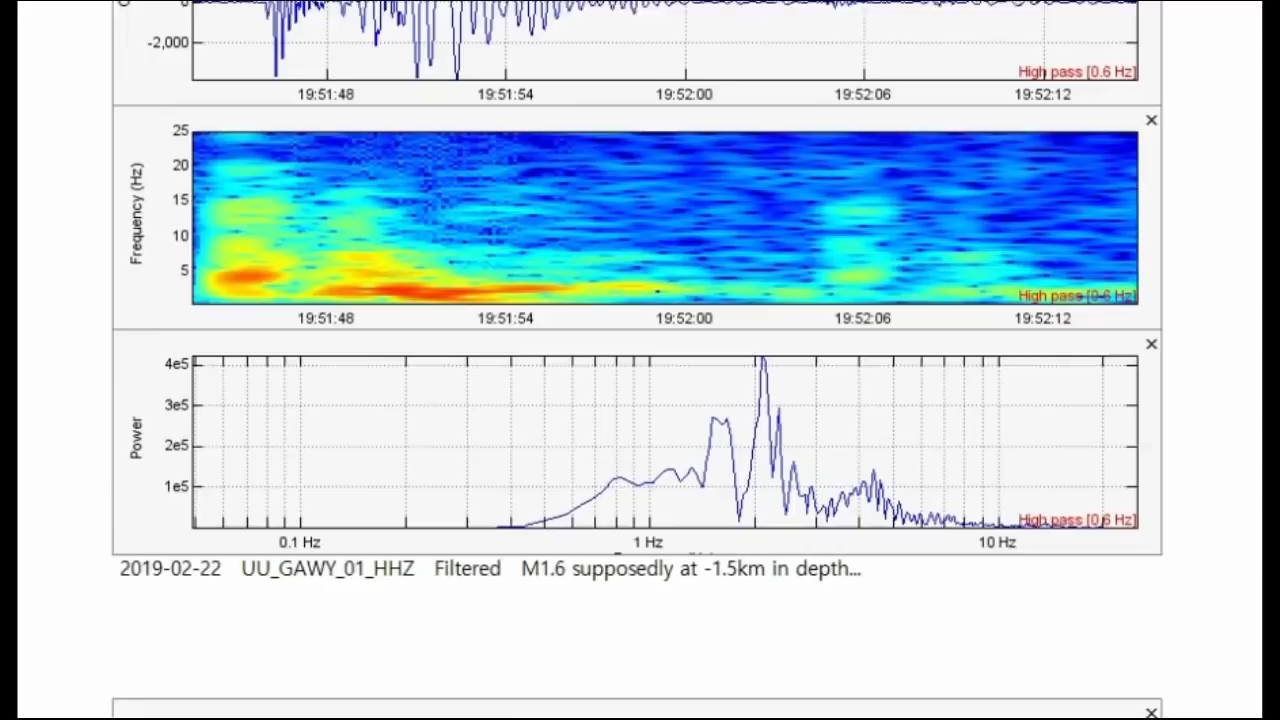 0
-2,000
High pass [0.6 Hz]
19:51:48 19:51:54 19:52:00 19:52:06 19:52:12
25
20
15
10
5
Frequency (Hz)
High pass [0.6 Hz]
19:51:48 19:51:54 19:52:00 19:52:06 19:52:12
4e5
3e5
2e5
1e5
Power
High pass [0.6 Hz]
0.1 Hz 1 Hz 10 Hz
2019-02-22 UU_GAWY_01_HHZ Filtered M1.6 supposedly at -1.5km in depth...